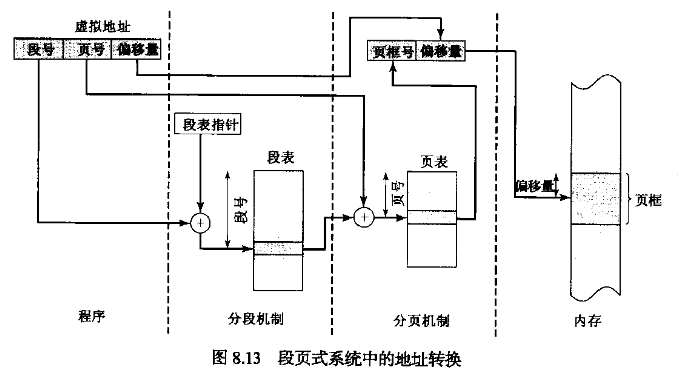 虚拟地址
段号 页号 偏移量
页框号 偏移量
段表指针
段表
页表
段号
页号
偏移量
页框
程序
分段机制
分页机制
内存
图 8.13 段页式系统中的地址转换